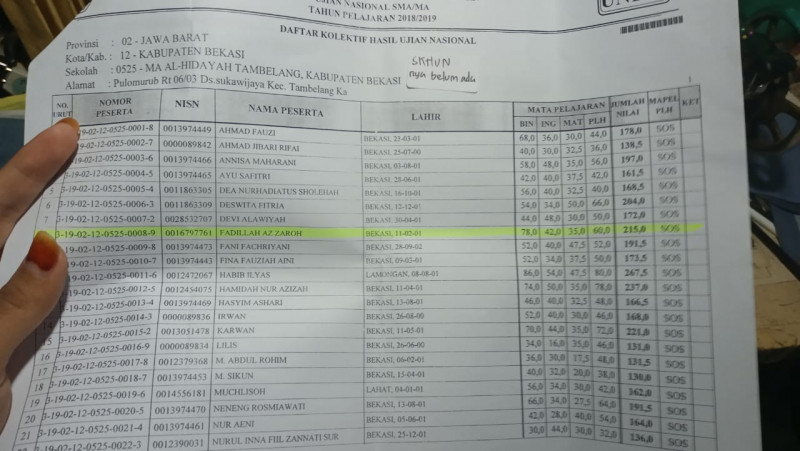 UJIAN NASIONAL SMA/MA
TAHUN PELAJARAN 2018/2019
DAFTAR KOLEKTIF HASIL UJIAN NASIONAL
Provinsi : 02 - JAWA BARAT
Kota/Kab. : 12 - KABUPATEN BEKASI
Sekolah : 0525 - MA AL-HIDAYAH TAMBELANG, KABUPATEN BEKASI
Alamat : Pulomurub Rt 06/03 Ds.sukawijaya Kec. Tambelang Ka
SKHUN
nya belum ada
NO. URUT NOMOR PESERTA NISN NAMA PESERTA LAHIR MATA PELAJARAN JUMLAH NILAI MAPEL PLH KET
BIN ING MAT PLH
-19-02-12-0525-0001-8 0013974449 AHMAD FAUZI BEKASI, 23-03-01 68,0 36,0 30,0 44,0 178,0 SOS
-02-12-0525-0002-7 0000089842 AHMAD JIBARI RIFAI BEKASI, 25-07-00 40,0 30,0 32,5 36,0 138,5 SOS
-02-12-0525-0003-6 0013974466 ANNISA MAHARANI BEKASI, 03-08-01 58,0 48,0 35,0 56,0 197,0 SOS
-02-12-0525-0004-5 0013974465 AYU SAFITRI BEKASI, 28-06-01 42,0 40,0 37,5 42,0 161,5 SOS
5 3-19-02-12-0525-0005-4 0011863305 DEA NURHADIATUS SHOLEHAH BEKASI, 16-10-01 56,0 40,0 32,5 40,0 168,5 SOS
6 3-19-02-12-0525-0006-3 0011863309 DESWITA FITRIA BEKASI, 12-12-01 54,0 34,0 50,0 66,0 204,0 SOS
7 3-19-02-12-0525-0007-2 0028532707 DEVI ALAWIYAH BEKASI, 30-04-01 44,0 48,0 30,0 50,0 172,0 SOS
3-19-02-12-0525-0008-9 0016797761 FADILLAH AZ ZAROH BEKASI, 11-02-01 78,0 42,0 35,0 60,0 215,0 SOS
-19-02-12-0525-0009-8 0013974473 FANI FACHRIYANI BEKASI, 28-09-02 52,0 40,0 47,5 52,0 191,5 SOS
-19-02-12-0525-0010-7 0013974443 FINA FAUZIAH AINI BEKASI, 09-02-01 52,0 34,0 37,5 50,0 173,5 SOS
-19-02-12-0525-0011-6 0012472067 HABIB ILYAS LAMONGAN, 08-08-01 86,0 54,0 47,5 80,0 267,5 SOS
-19-02-12-0525-0012-5 0012454075 HAMIDAH NUR AZIZAH BEKASI, 11-04-01 74,0 50,0 35,0 78,0 237,0 SOS
-19-02-12-0525-0013-4 0013974469 HASYIM ASHARI BEKASI, 13-08-01 46,0 40,0 32,5 48,0 166,5 SOS
14 3-19-02-12-0525-0014-3 0000089836 IRWAN BEKASI, 26-08-00 52,0 40,0 30,0 46,0 168,0 SOS
15 3-19-02-12-0525-0015-2 0013051478 KARWAN BEKASI, 11-03-01 70,0 44,0 35,0 72,0 221,0 SOS
16 3-19-02-12-0525-0016-9 0000089834 LILIS BEKASI, 26-06-00 34,0 16,0 35,0 46,0 131,0 SOS
17 3-19-02-12-0525-0017-8 0012379368 M. ABDUL ROHIM BEKASI, 06-02-01 36,0 30,0 17,5 48,0 131,5 SOS
18 3-19-02-12-0525-0018-7 0013974453 M. SIKUN BEKASI, 15-04-01 40,0 32,0 20,0 38,0 130,0 SOS
19 3-19-02-12-0525-0019-6 0014556181 MUCHLISOH LAHAT, 04-01-01 56,0 34,0 30,0 42,0 162,0 SOS
20 3-19-02-12-0525-0020-5 0013974470 NENENG ROSMIAWATI BEKASI, 13-08-01 66,0 34,0 27,5 64,0 191,5 SOS
21 3-19-02-12-0525-0021-4 0013974461 NUR AENI BEKASI, 05-06-01 42,0 28,0 40,0 54,0 164,0 SOS
3-19-02-12-0525-0022-3 0012390031 NURUL INNA FIIL ZANNATI SUR BEKASI, 25-12-01 30,0 44,0 30,0 32,0 136,0 SOS